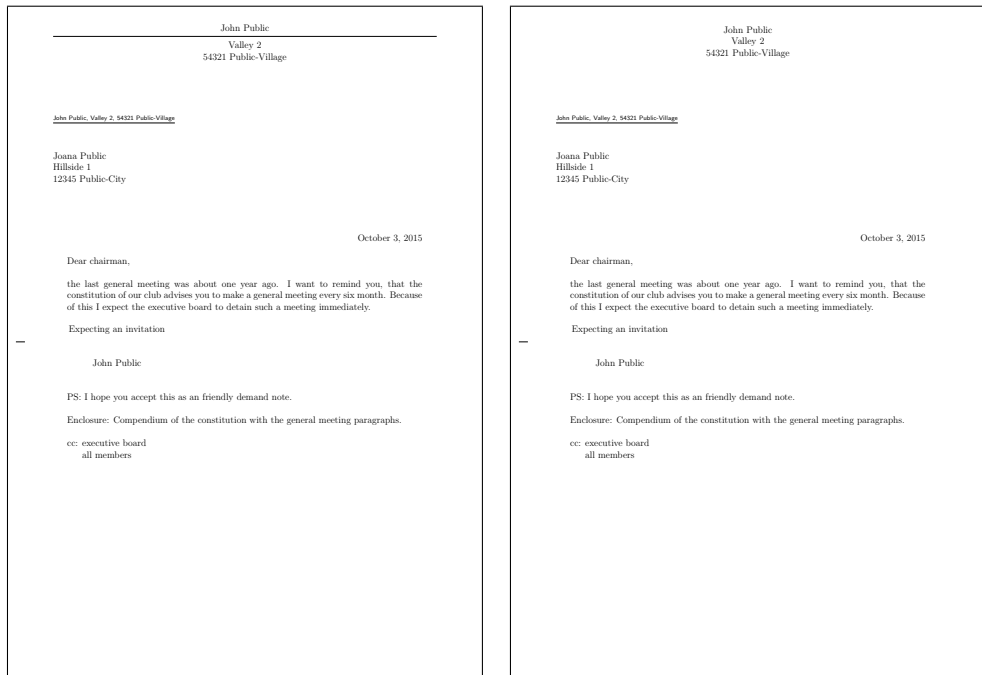 John Public
Valley 2
54321 Public-Village
John Public, Valley 2, 54321 Public-Village
Joana Public
Hillside 1
12345 Public-City
October 3, 2015
Dear chairman,
the last general meeting was about one year ago. I want to remind you, that the
constitution of our club advises you to make a general meeting every six month. Because
of this I expect the executive board to detain such a meeting immediately.
Expecting an invitation
John Public
PS: I hope you accept this as an friendly demand note.
Enclosure: Compendium of the constitution with the general meeting paragraphs.
cc: executive board
all members
John Public
Valley 2
54321 Public-Village
John Public, Valley 2, 54321 Public-Village
Joana Public
Hillside 1
12345 Public-City
October 3, 2015
Dear chairman,
the last general meeting was about one year ago. I want to remind you, that the
constitution of our club advises you to make a general meeting every six month. Because
of this I expect the executive board to detain such a meeting immediately.
Expecting an invitation
John Public
PS: I hope you accept this as an friendly demand note.
Enclosure: Compendium of the constitution with the general meeting paragraphs.
cc: executive board
all members